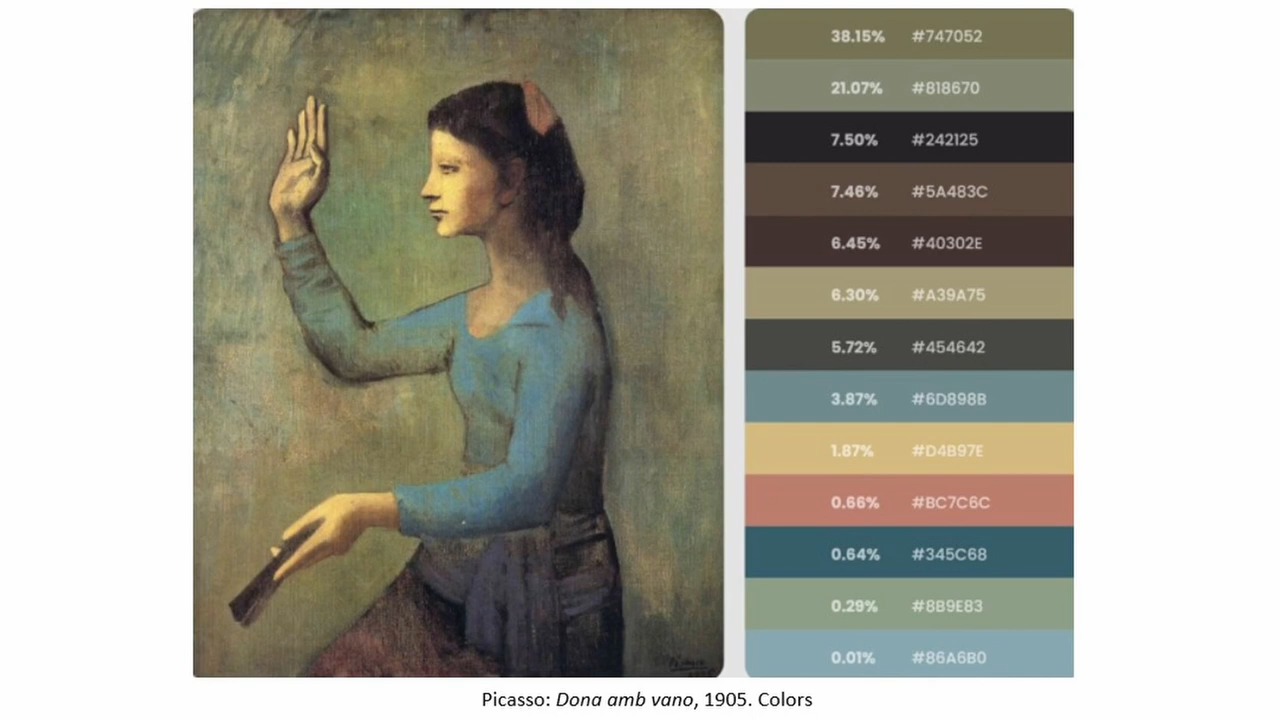 38.15% #747052
21.07% #818670
7.50% #242125
7.46% #5A483C
6.45% #40302E
6.30% #A39A75
5.72% #454642
3.87% #6D898B
1.87% #D4B97E
0.66% #BC7C6C
0.64% #345C68
0.29% #8B9E83
0.01% #86A6B0
Picasso: Dona amb vano, 1905. Colors